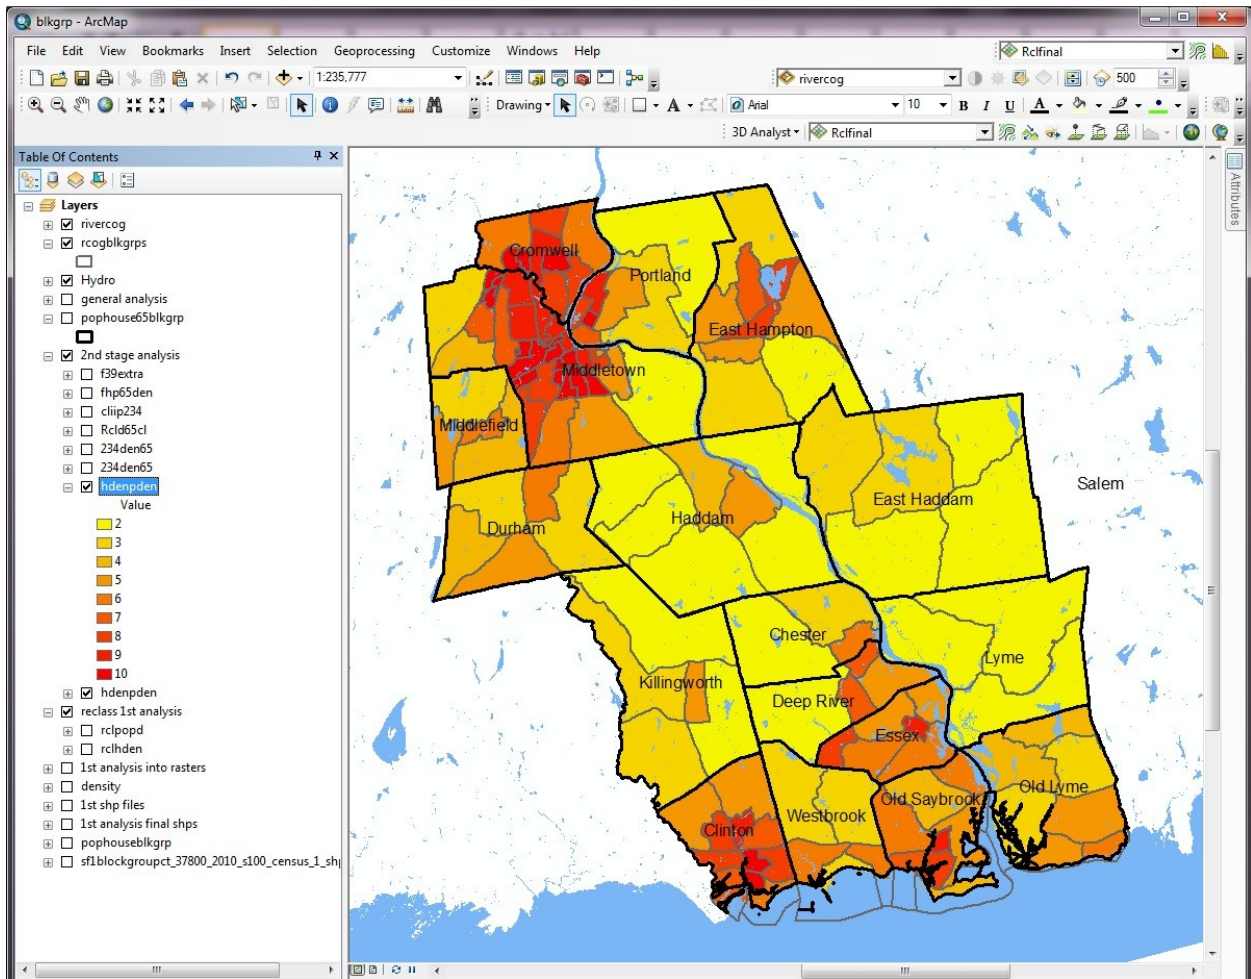 blkgrp - ArcMap
File Edit View Bookmarks Insert Selection Geoprocessing Customize Windows Help
Rclfinal
1:235,777
rivercog
500
Drawing
Arial
10
B I U A
3D Analyst
Rclfinal
Table Of Contents
Attributes
Layers
rivercog
rcogblkgrps
Hydro
general analysis
pophouse65blkgrp
2nd stage analysis
f39extra
fhp65den
cliip234
Rcld65cl
234den65
234den65
hdenpden
Value
2
3
4
5
6
7
8
9
10
hdenpden
reclass 1st analysis
rclpopd
rclhden
1st analysis into rasters
density
1st shp files
1st analysis final shps
pophouseblkgrp
sf1blockgroupct_37800_2010_s100_census_1_shp
Cromwell
Portland
East Hampton
Middletown
Middlefield
Salem
East Haddam
Haddam
Durham
Chester
Lyme
Killingworth
Deep River
Essex
Old Lyme
Old Saybrook
Westbrook
Clinton